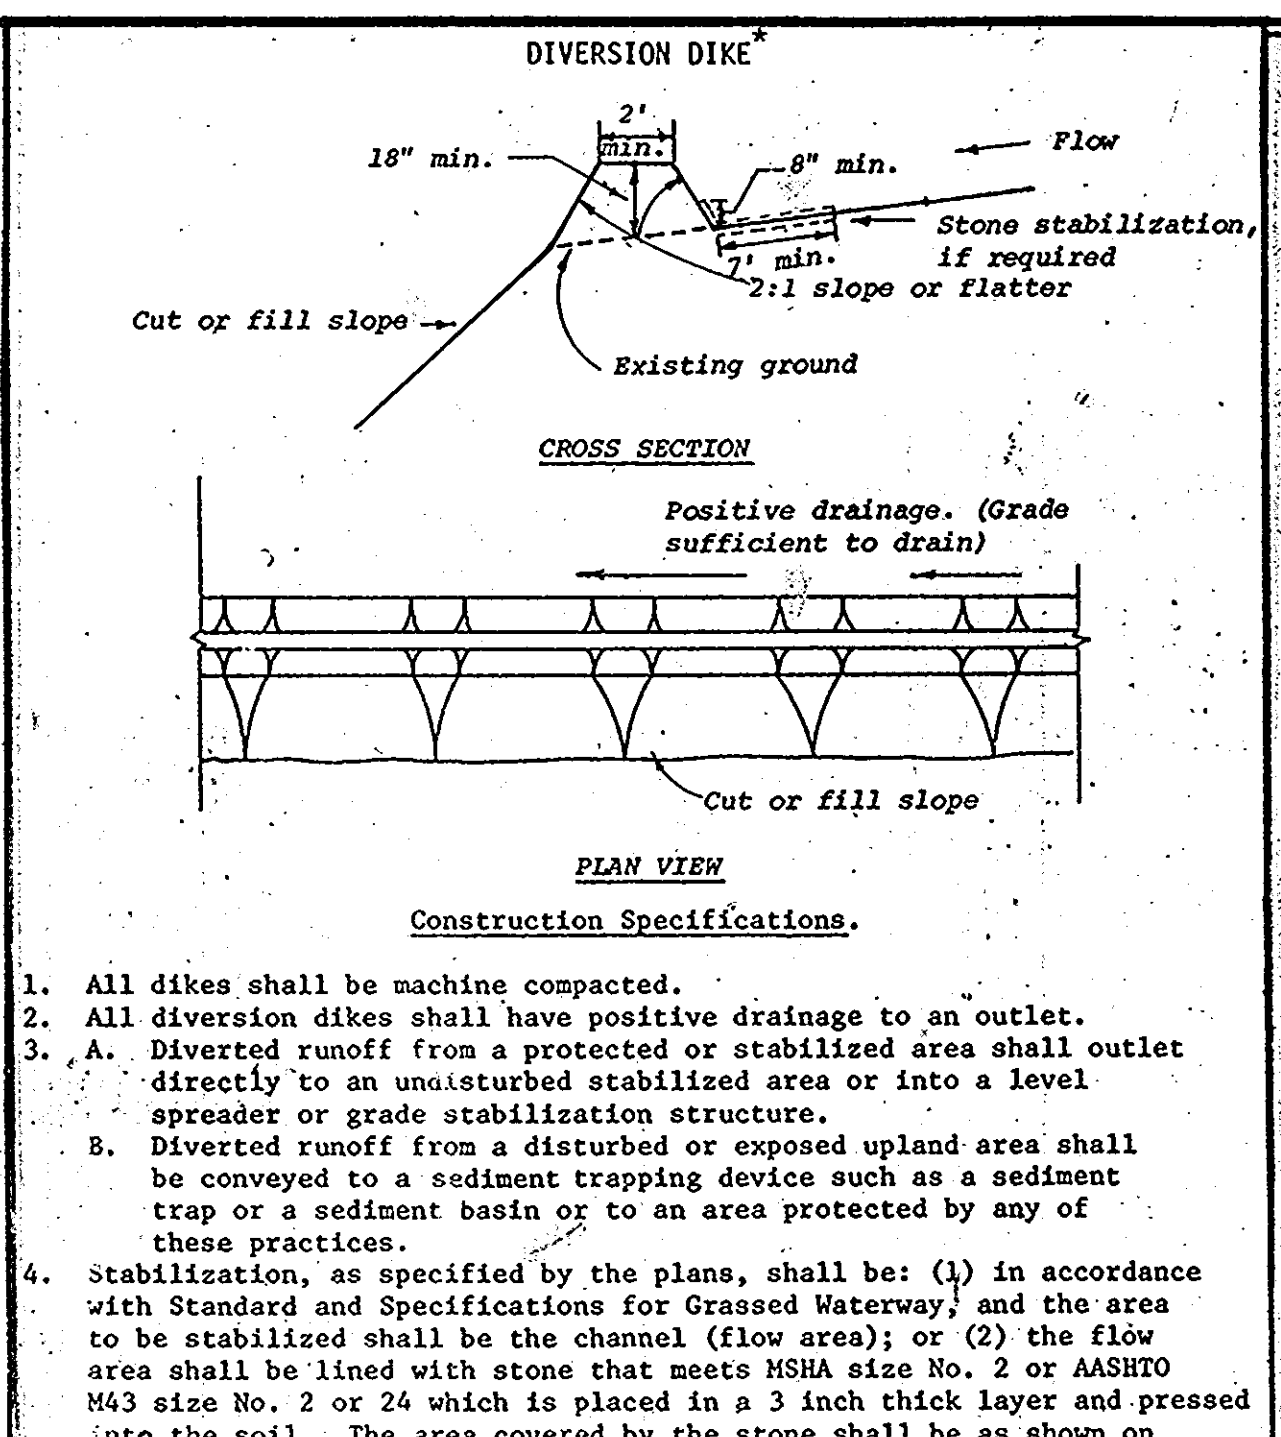 DIVERSION DIKE*
2'
min.
18" min.
8" min.
Flow
Stone stabilization,
if required
7' min.
2:1 slope or flatter
Cut or fill slope
Existing ground
CROSS SECTION
Positive drainage. (Grade
sufficient to drain)
Cut or fill slope
PLAN VIEW
Construction Specifications.
1. All dikes shall be machine compacted.
2. All diversion dikes shall have positive drainage to an outlet.
3. A. Diverted runoff from a protected or stabilized area shall outlet
directly to an undisturbed stabilized area or into a level
spreader or grade stabilization structure.
B. Diverted runoff from a disturbed or exposed upland area shall
be conveyed to a sediment trapping device such as a sediment
trap or a sediment basin or to an area protected by any of
these practices.
4. Stabilization, as specified by the plans, shall be: (1) in accordance
with Standard and Specifications for Grassed Waterway, and the area
to be stabilized shall be the channel (flow area); or (2) the flow
area shall be lined with stone that meets MSHA size No. 2 or AASHTO
M43 size No. 2 or 24 which is placed in a 3 inch thick layer and pressed
into the soil. The area covered by the stone shall be as shown on